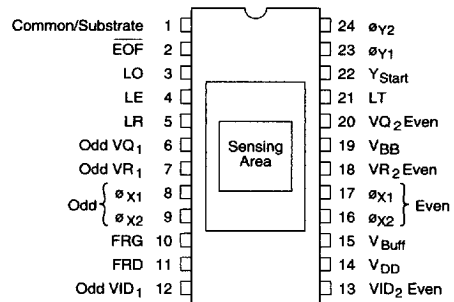 Common/Substrate 1
EOF 2
LO 3
LE 4
LR 5
Odd VQ1 6
Odd VR1 7
Odd { øX1 8
øX2 9
FRG 10
FRD 11
Odd VID1 12
Sensing
Area
24 øY2
23 øY1
22 YStart
21 LT
20 VQ2 Even
19 VBB
18 VR2 Even
17 øX1 } Even
16 øX2
15 VBuff
14 VDD
13 VID2 Even